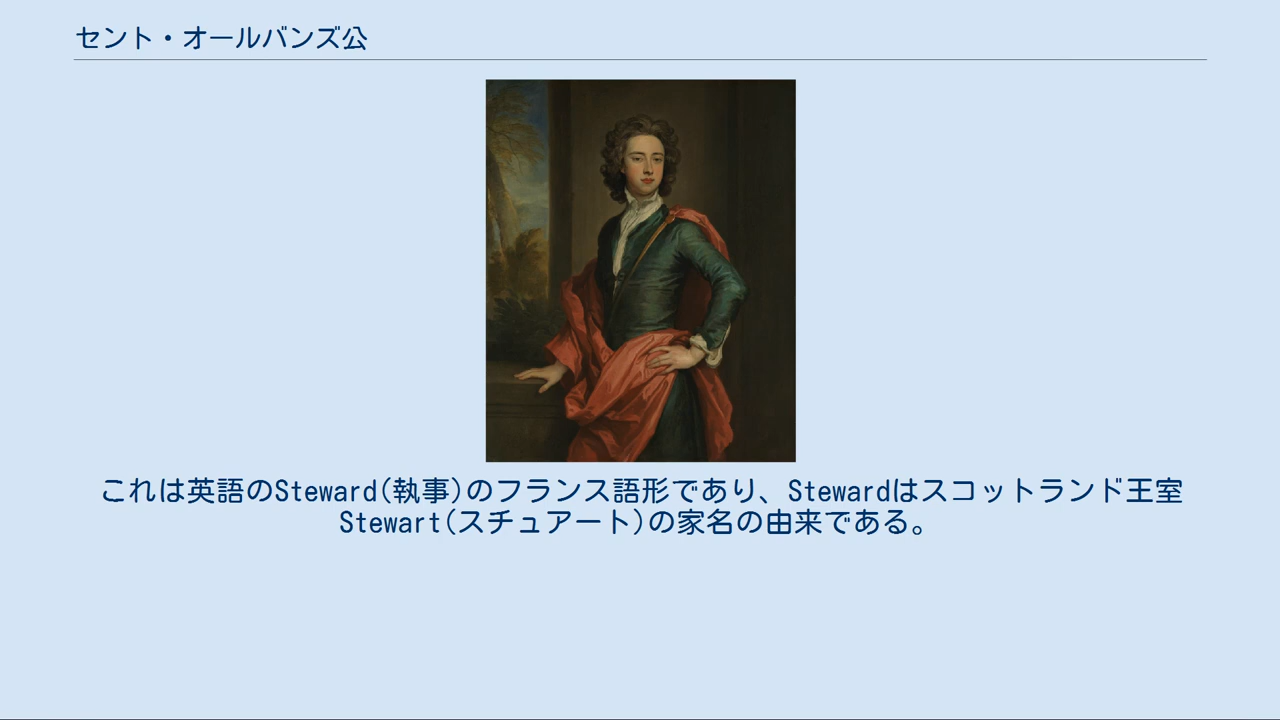 セント・オールバンズ公
これは英語のSteward(執事)のフランス語形であり、Stewardはスコットランド王室
Stewart(スチュアート)の家名の由来である。